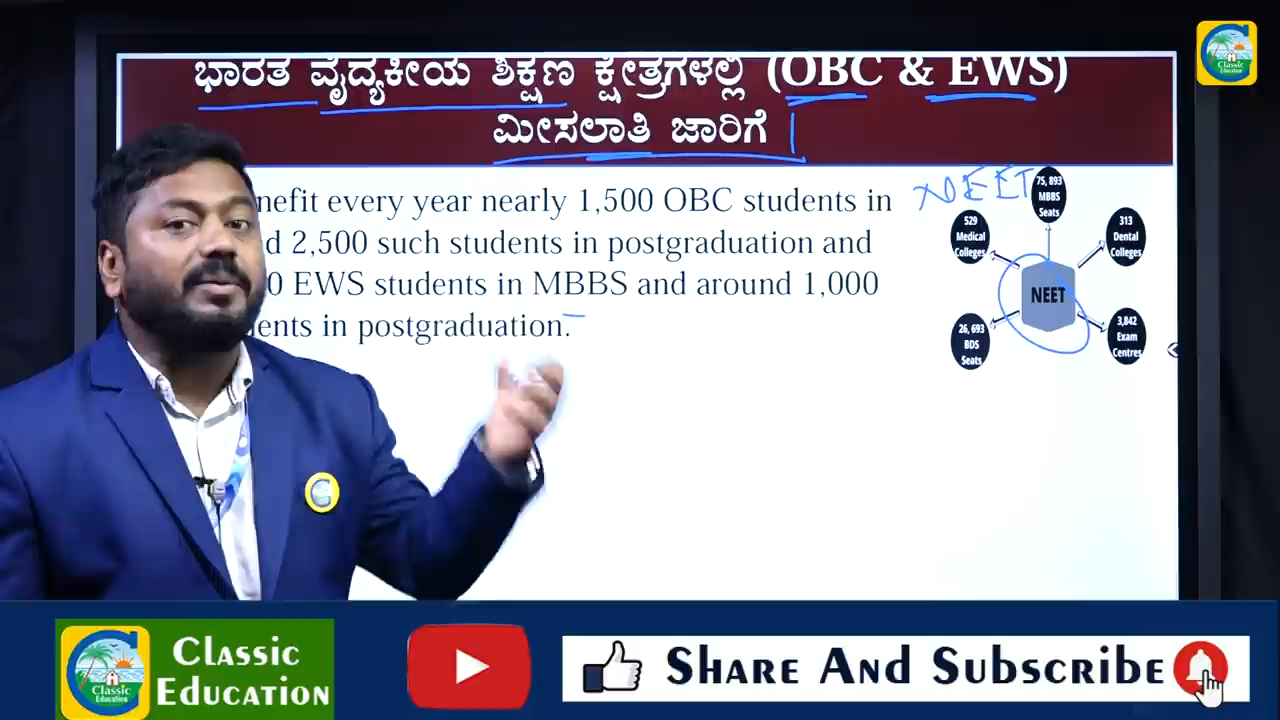 ಭಾರತ ವೈದ್ಯಕೀಯ ಶಿಕ್ಷಣ ಕ್ಷೇತ್ರಗಳಲ್ಲಿ (OBC & EWS)
ಮೀಸಲಾತಿ ಜಾರಿಗೆ
every year nearly 1,500 OBC students in
2,500 such students in postgraduation and
EWS students in MBBS and around 1,000
in postgraduation.
NEET
75, 893 MBBS Seats
529 Medical Colleges
313 Dental Colleges
NEET
26, 693 BDS Seats
3,842 Exam Centres
Classic Education
Classic
Education
Classic Education
Share And Subscribe